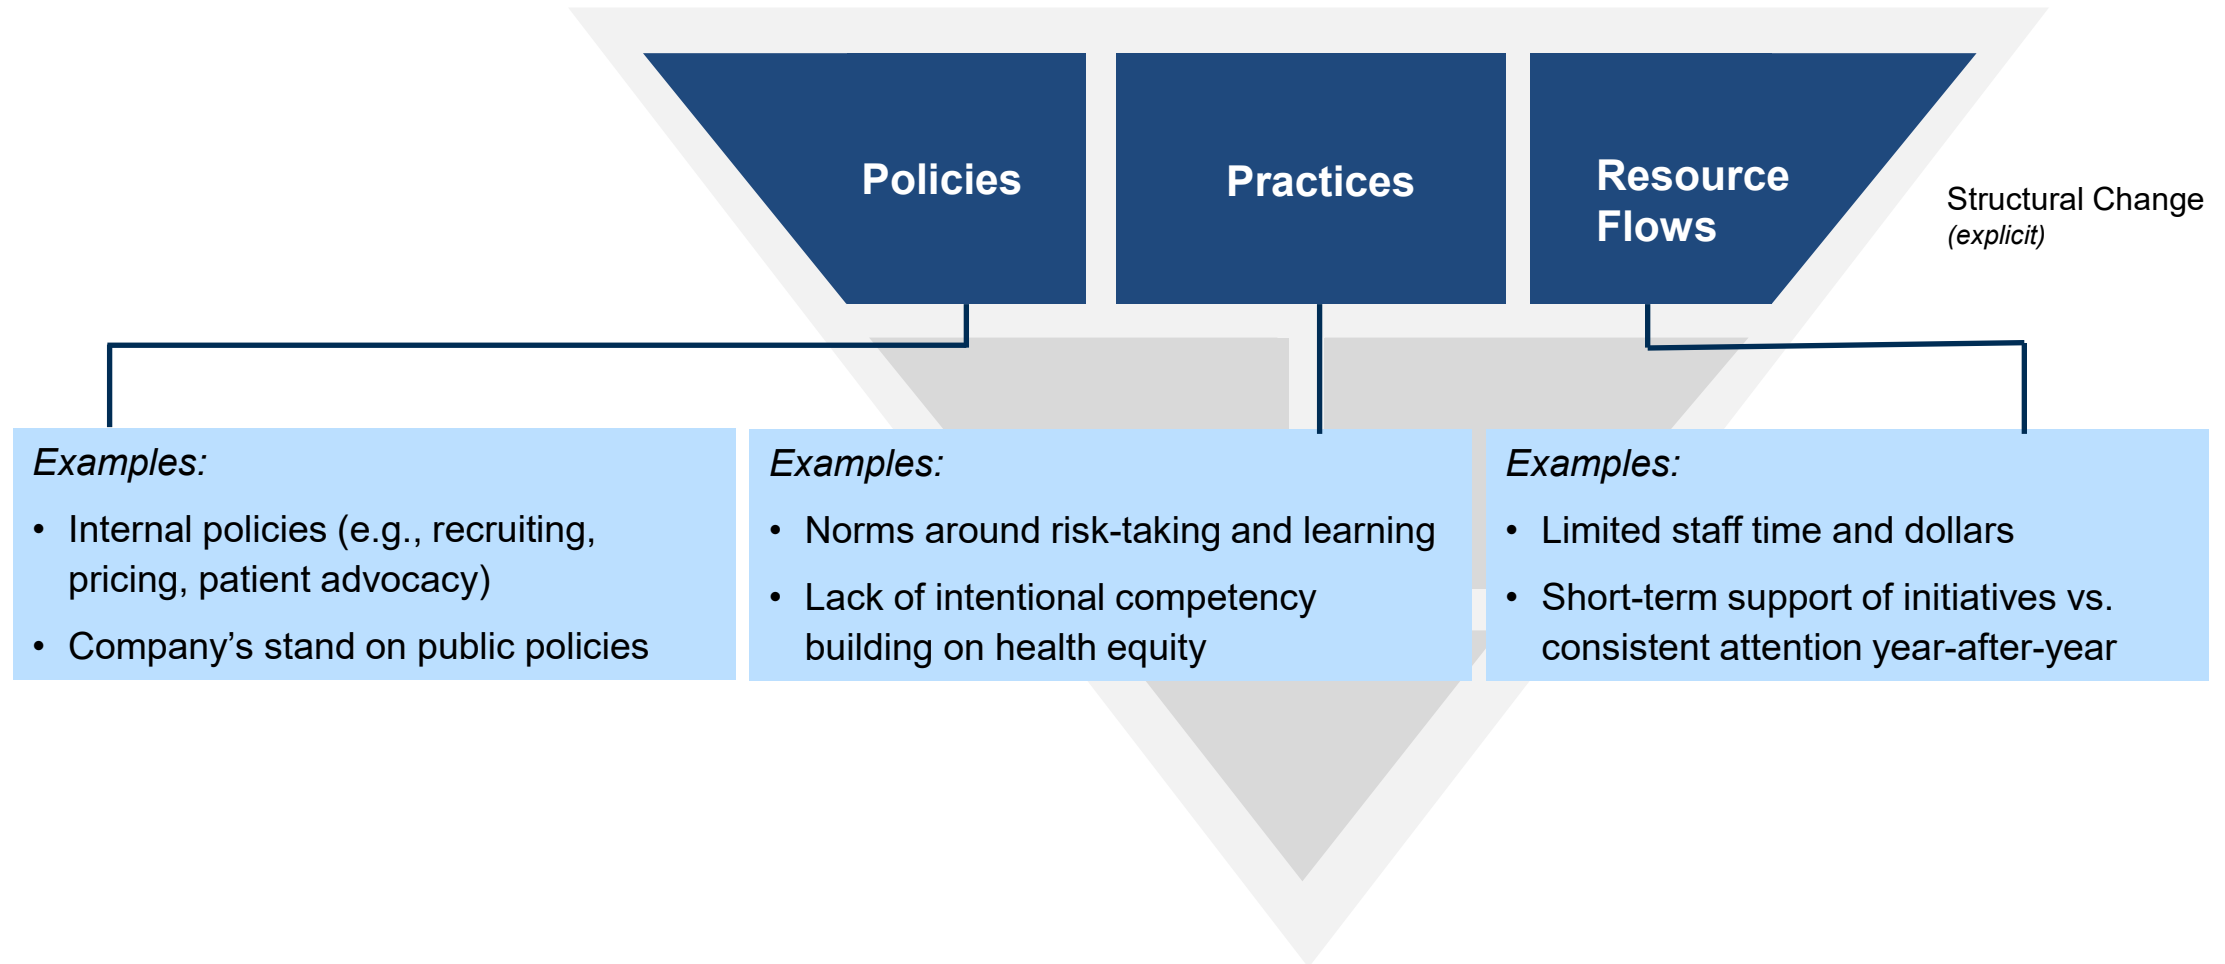 Policies
Practices
Resource
Flows
Structural Change
(explicit)
Examples:
• Internal policies (e.g., recruiting,
pricing, patient advocacy)
• Company’s stand on public policies
Examples:
• Norms around risk-taking and learning
• Lack of intentional competency
building on health equity
Examples:
• Limited staff time and dollars
• Short-term support of initiatives vs.
consistent attention year-after-year